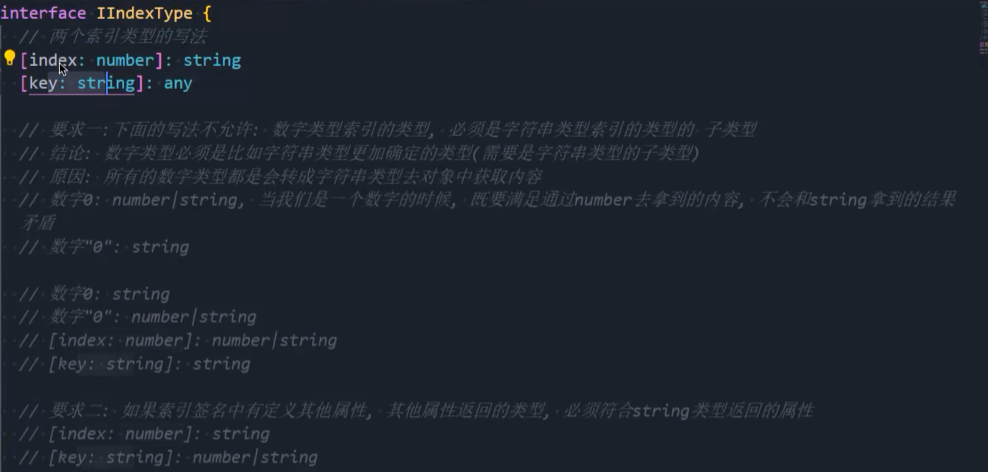 interface IIndexType {
// 两个索引类型的写法
[index: number]: string
[key: string]: any
// 要求一:下面的写法不允许: 数字类型索引的类型, 必须是字符串类型索引的类型的 子类型
// 结论: 数字类型必须是比如字符串类型更加确定的类型(需要是字符串类型的子类型)
// 原因: 所有的数字类型都是会转成字符串类型去对象中获取内容
// 数字0: number|string, 当我们是一个数字的时候, 既要满足通过number去拿到的内容, 不会和string拿到的结果
矛盾
// 数字"0": string
// 数字0: string
// 数字"0": number|string
// [index: number]: number|string
// [key: string]: string
// 要求二: 如果索引签名中有定义其他属性, 其他属性返回的类型, 必须符合string类型返回的属性
// [index: number]: string
// [key: string]: number|string